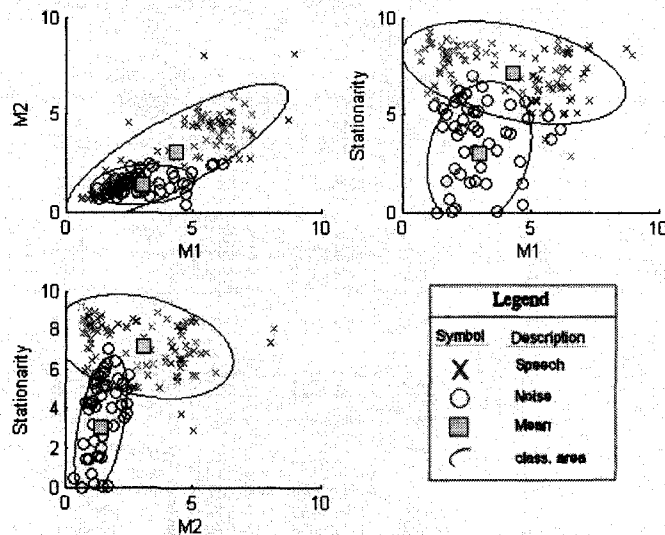 10
M2
5
0
0
5
10
M1
10
Stationarity
5
0
0
5
10
M1
10
Stationarity
8
6
4
2
0
0
5
10
M2
Legend
Symbol Description
Speech
Noise
Mean
class. area